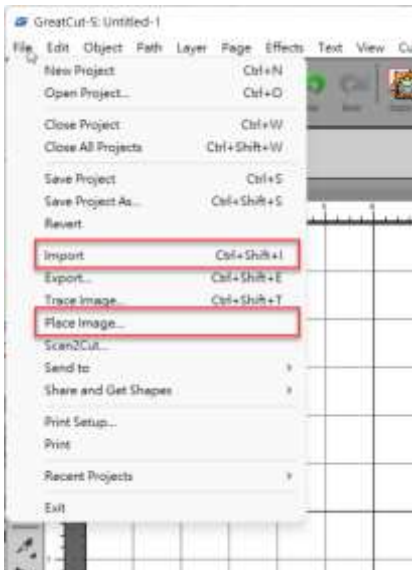 GreatCut-S: Untitled-1
File Edit Object Path Layer Page Effects Text View
New Project Ctrl+N
Open Project... Ctrl+O
Close Project Ctrl+W
Close All Projects Ctrl+Shift+W
Save Project Ctrl+S
Save Project As... Ctrl+Shift+S
Revert
Import Ctrl+Shift+I
Export... Ctrl+Shift+E
Trace Image... Ctrl+Shift+T
Place Image...
Scan2Cut...
Send to
Share and Get Shapes
Print Setup...
Print
Recent Projects
Exit